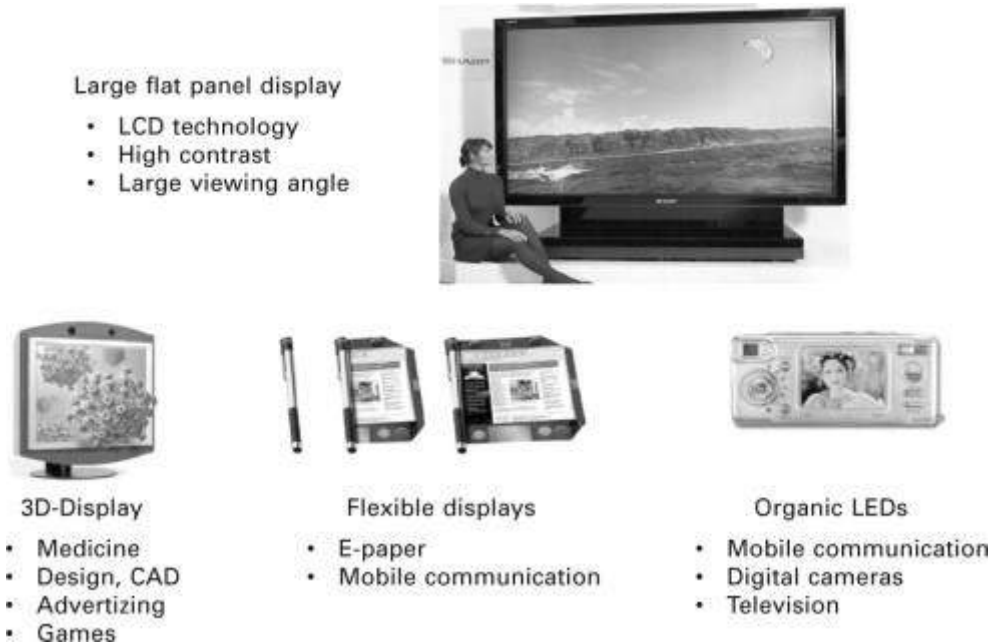 Large flat panel display
• LCD technology
• High contrast
• Large viewing angle
SHARP
3D-Display
• Medicine
• Design, CAD
• Advertizing
• Games
Flexible displays
• E-paper
• Mobile communication
Organic LEDs
• Mobile communication
• Digital cameras
• Television